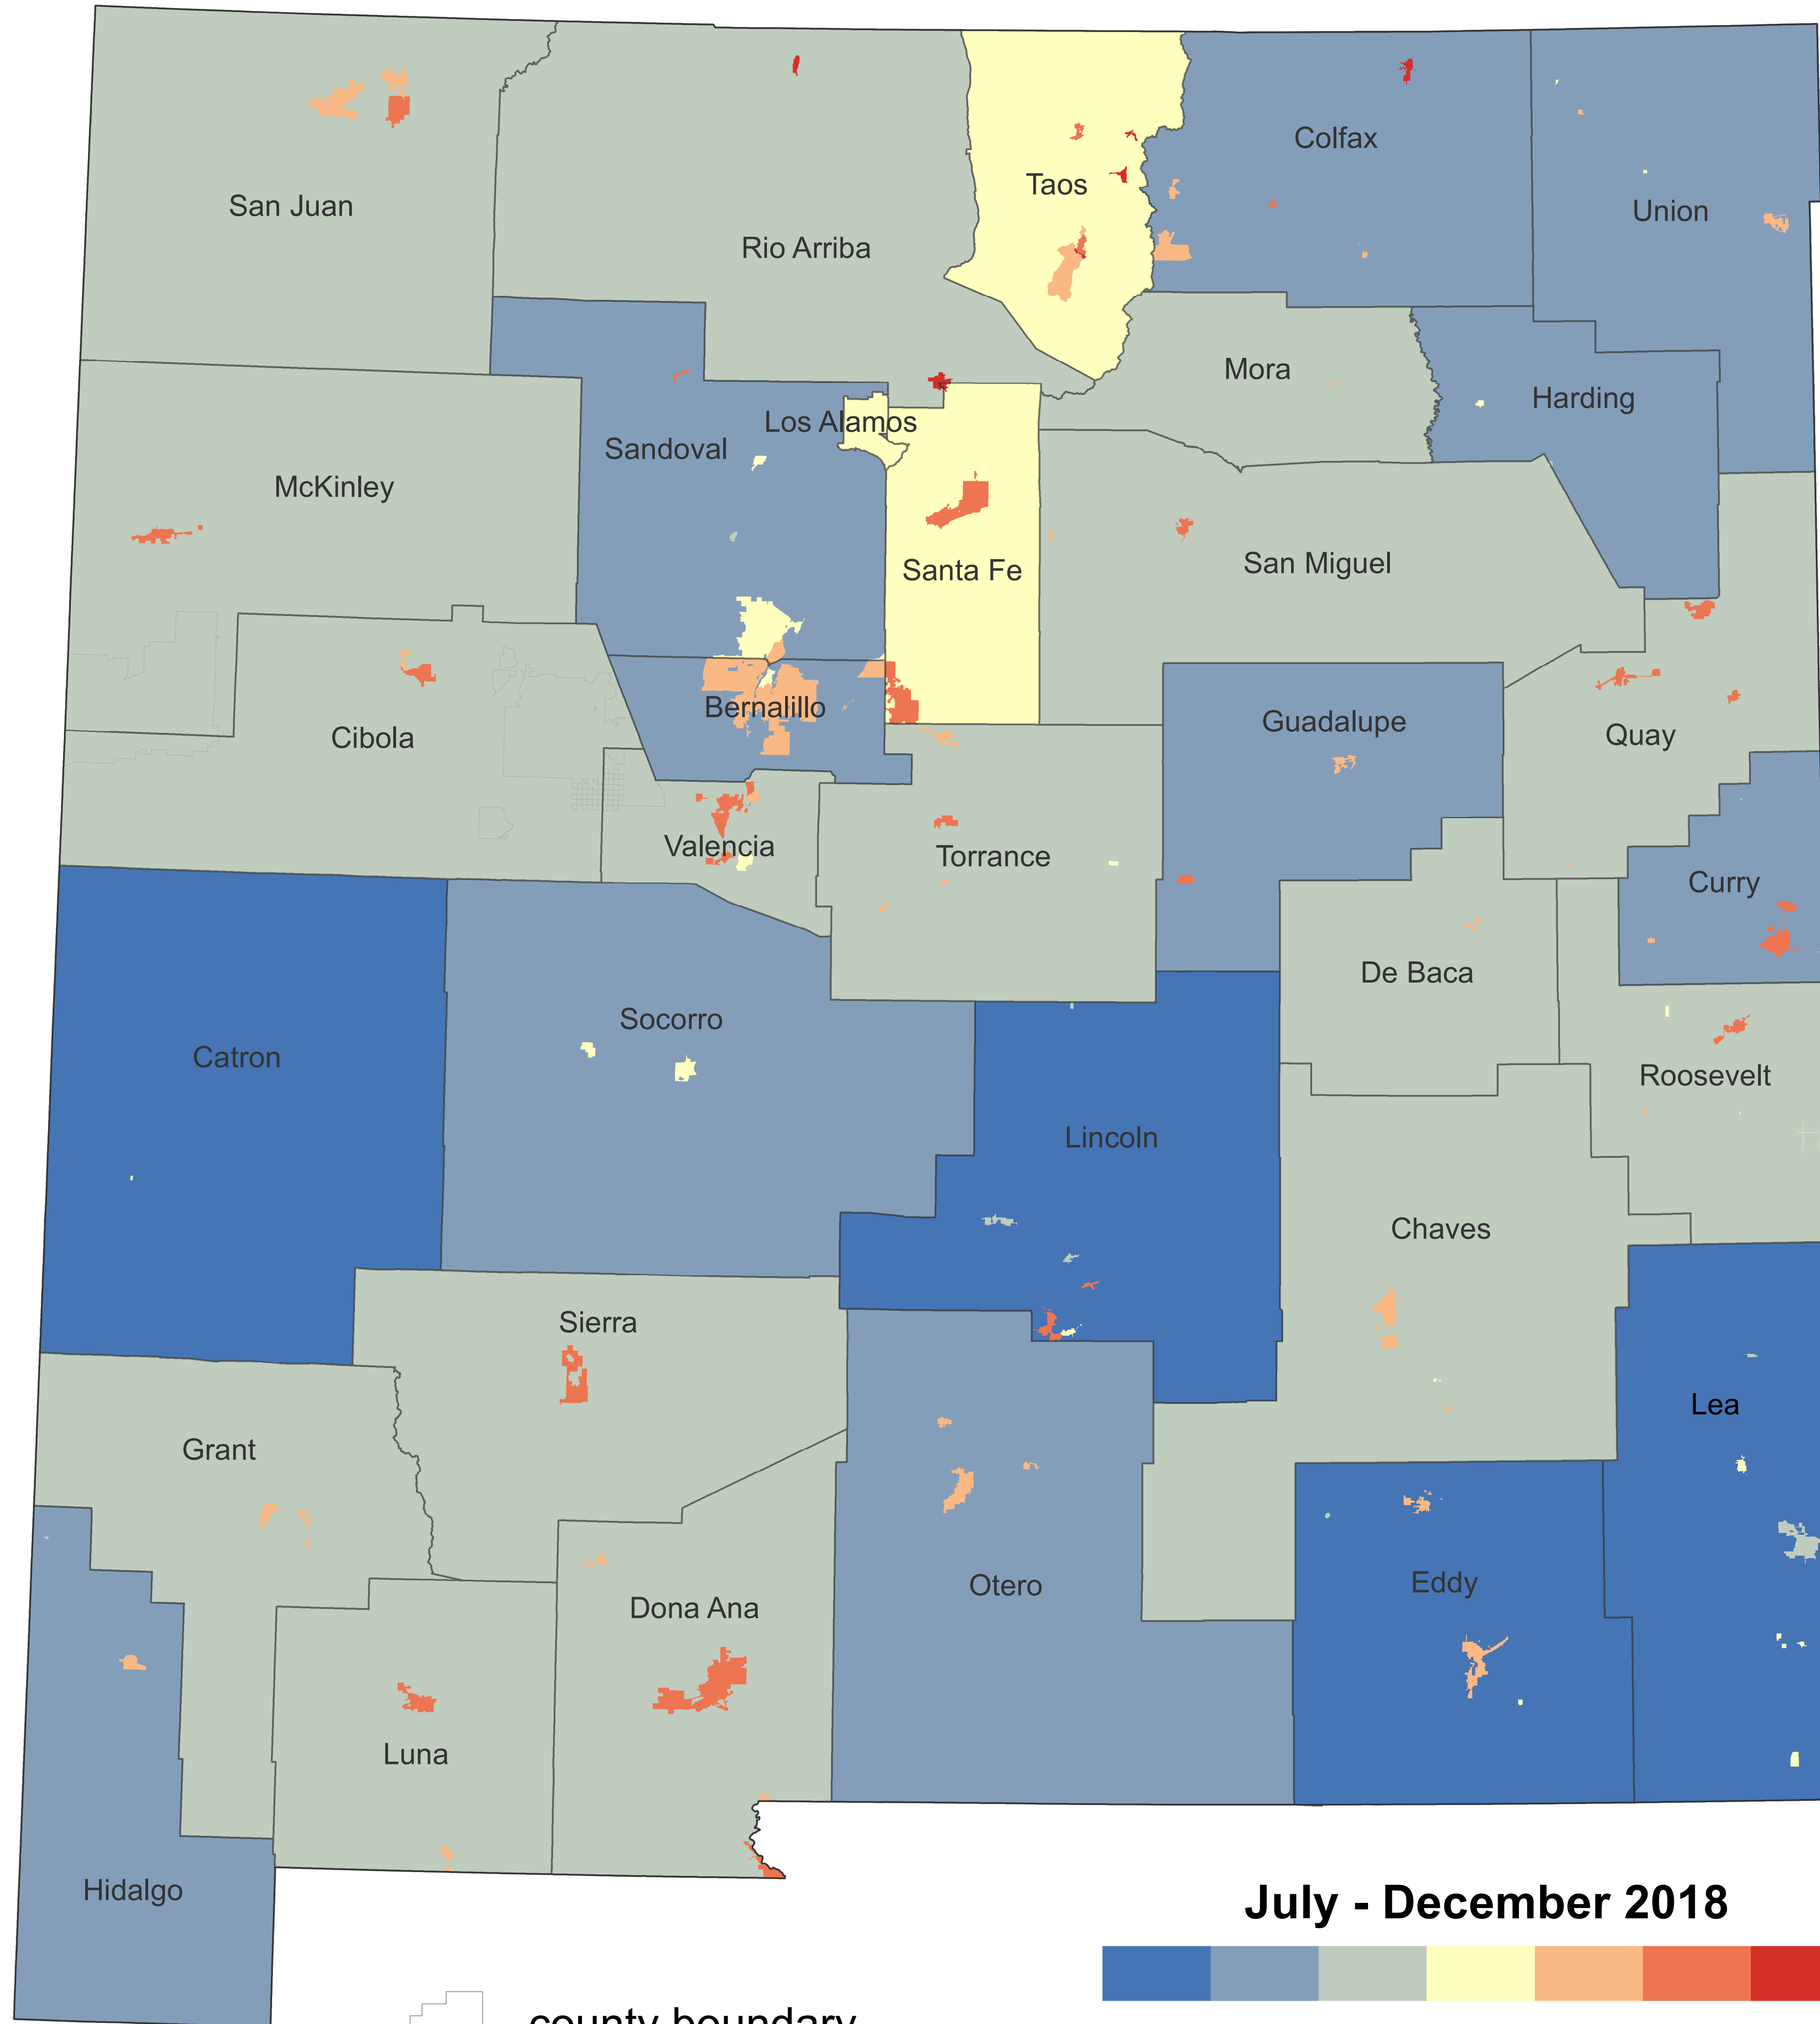 Colfax
Taos
San Juan
Union
Rio Arriba
Mora
Harding
Los Alamos
Sandoval
McKinley
San Miguel
Santa Fe
Bernalillo
Guadalupe
Quay
Cibola
Valencia
Torrance
Curry
De Baca
Socorro
Catron
Roosevelt
Lincoln
Chaves
Sierra
Lea
Grant
Eddy
Otero
Dona Ana
Luna
Hidalgo
July - December 2018
county boundary